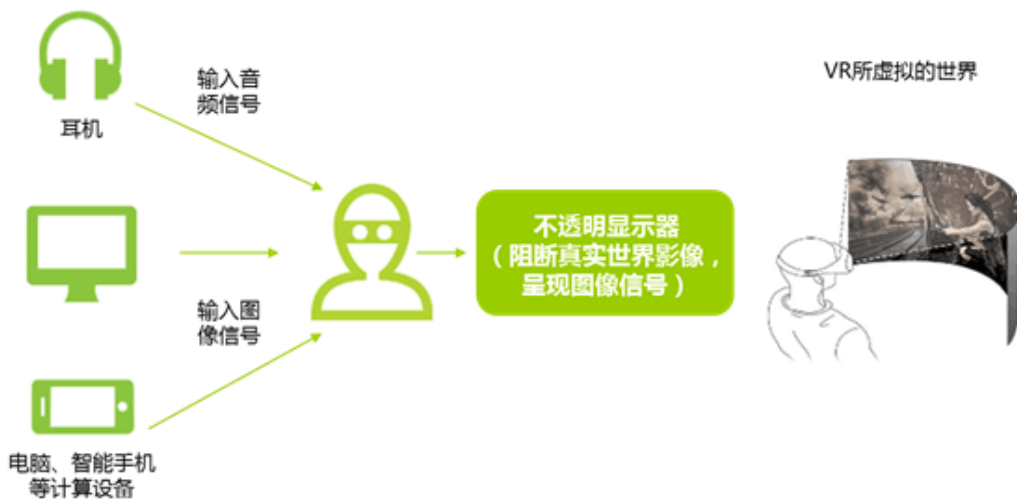 耳机
输入音
频信号
输入图
像信号
电脑、智能手机
等计算设备
不透明显示器
（阻断真实世界影像，
呈现图像信号）
VR所虚拟的世界